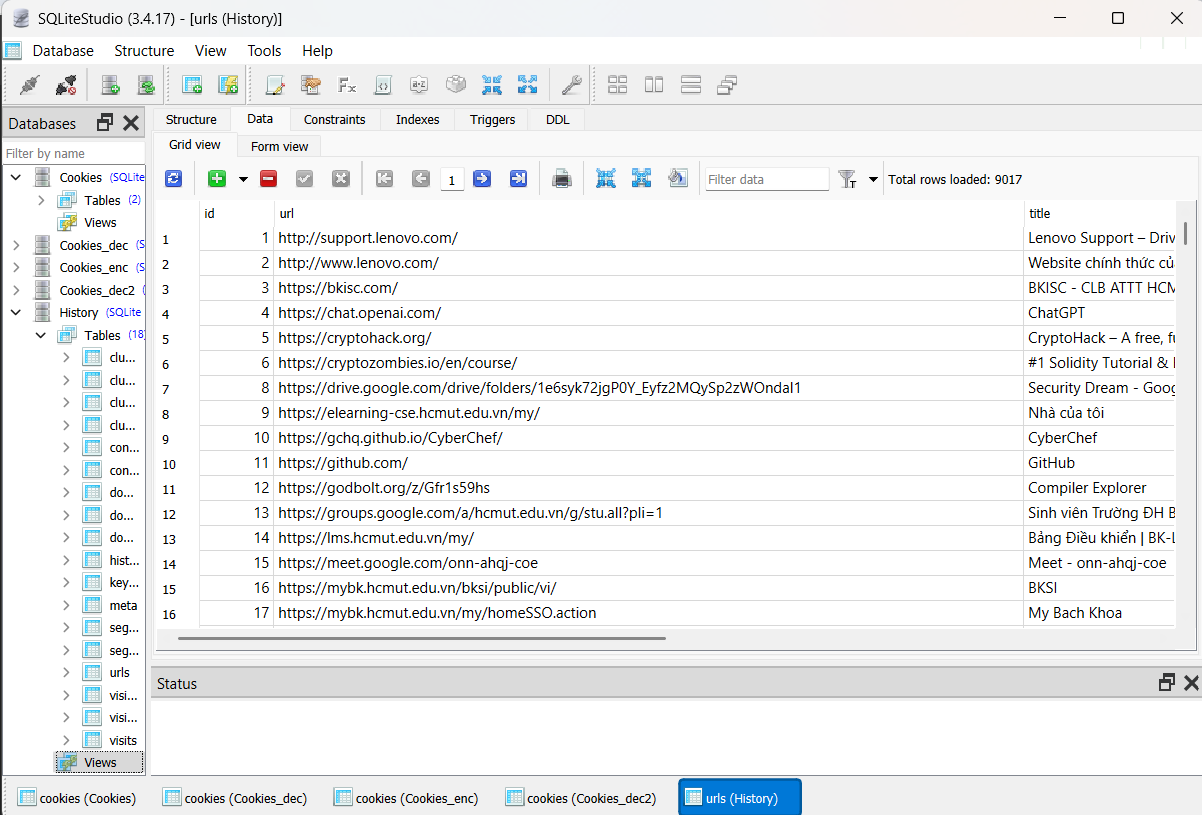 SQLiteStudio (3.4.17) - [urls (History)]
Database Structure View Tools Help
Databases
Filter by name
Cookies (SQLite
Tables (2)
Views
Cookies_dec (S
Cookies_enc (S
Cookies_dec2 (
History (SQLite
Tables (18)
clu...
clu...
clu...
clu...
con...
con...
do...
do...
do...
hist...
key...
meta
seg...
seg...
urls
visi...
visi...
visits
Views
Structure Data Constraints Indexes Triggers DDL
Grid view Form view
1 Filter data Total rows loaded: 9017
id url title
1 1 http://support.lenovo.com/ Lenovo Support – Driv
2 2 http://www.lenovo.com/ Website chính thức củ
3 3 https://bkisc.com/ BKISC - CLB ATTT HCM
4 4 https://chat.openai.com/ ChatGPT
5 5 https://cryptohack.org/ CryptoHack – A free, fu
6 6 https://cryptozombies.io/en/course/ #1 Solidity Tutorial &
7 8 https://drive.google.com/drive/folders/1e6syk72jgP0Y_Eyfz2MQySp2zWOndal1 Security Dream - Goog
8 9 https://elearning-cse.hcmut.edu.vn/my/ Nhà của tôi
9 10 https://gchq.github.io/CyberChef/ CyberChef
10 11 https://github.com/ GitHub
11 12 https://godbolt.org/z/Gfr1s59hs Compiler Explorer
12 13 https://groups.google.com/a/hcmut.edu.vn/g/stu.all?pli=1 Sinh viên Trường ĐH B
13 14 https://lms.hcmut.edu.vn/my/ Bảng Điều khiển | BK-L
14 15 https://meet.google.com/onn-ahqj-coe Meet - onn-ahqj-coe
15 16 https://mybk.hcmut.edu.vn/bksi/public/vi/ BKSI
16 17 https://mybk.hcmut.edu.vn/my/homeSSO.action My Bach Khoa
Status
cookies (Cookies) cookies (Cookies_dec) cookies (Cookies_enc) cookies (Cookies_dec2) urls (History)